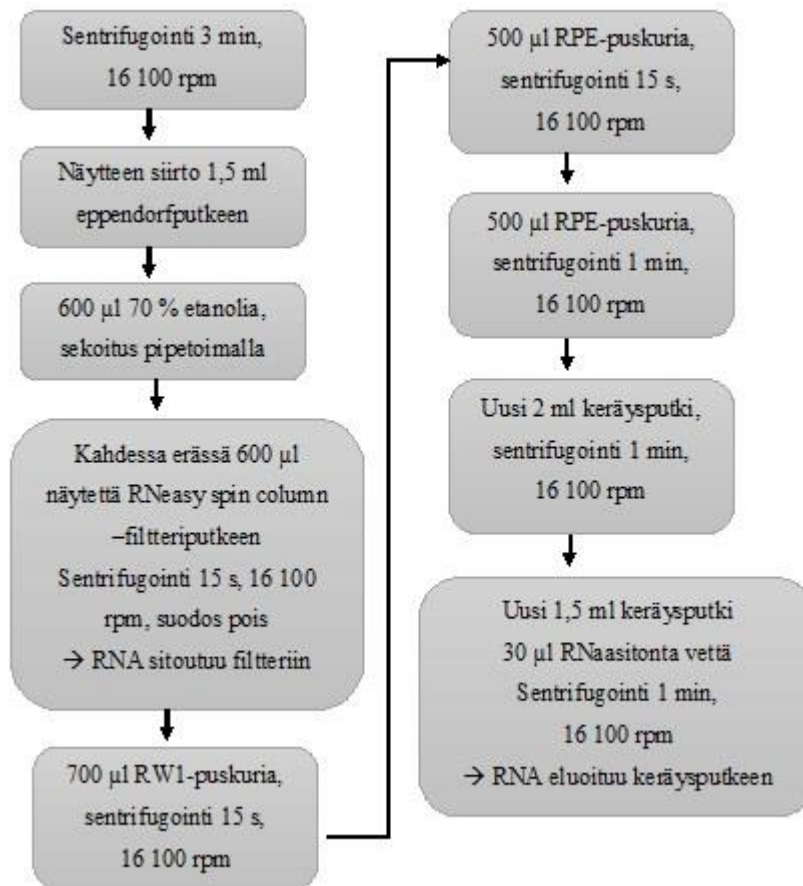 Sentrifugointi 3 min,
16 100 rpm
Näytteen siirto 1,5 ml
eppendorfputkeen
600 µl 70 % etanolia,
sekoitus pipetoimalla
Kahdessa erässä 600 µl
näytettä RNeasy spin column
–filtteriputkeen
Sentrifugointi 15 s, 16 100
rpm, suodos pois
→ RNA sitoutuu filtteriin
700 µl RW1-puskuria,
sentrifugointi 15 s,
16 100 rpm
500 µl RPE-puskuria,
sentrifugointi 15 s,
16 100 rpm
500 µl RPE-puskuria,
sentrifugointi 1 min,
16 100 rpm
Uusi 2 ml keräysputki,
sentrifugointi 1 min,
16 100 rpm
Uusi 1,5 ml keräysputki
30 µl RNaasitonta vettä
Sentrifugointi 1 min,
16 100 rpm
→ RNA eluoituu keräysputkeen